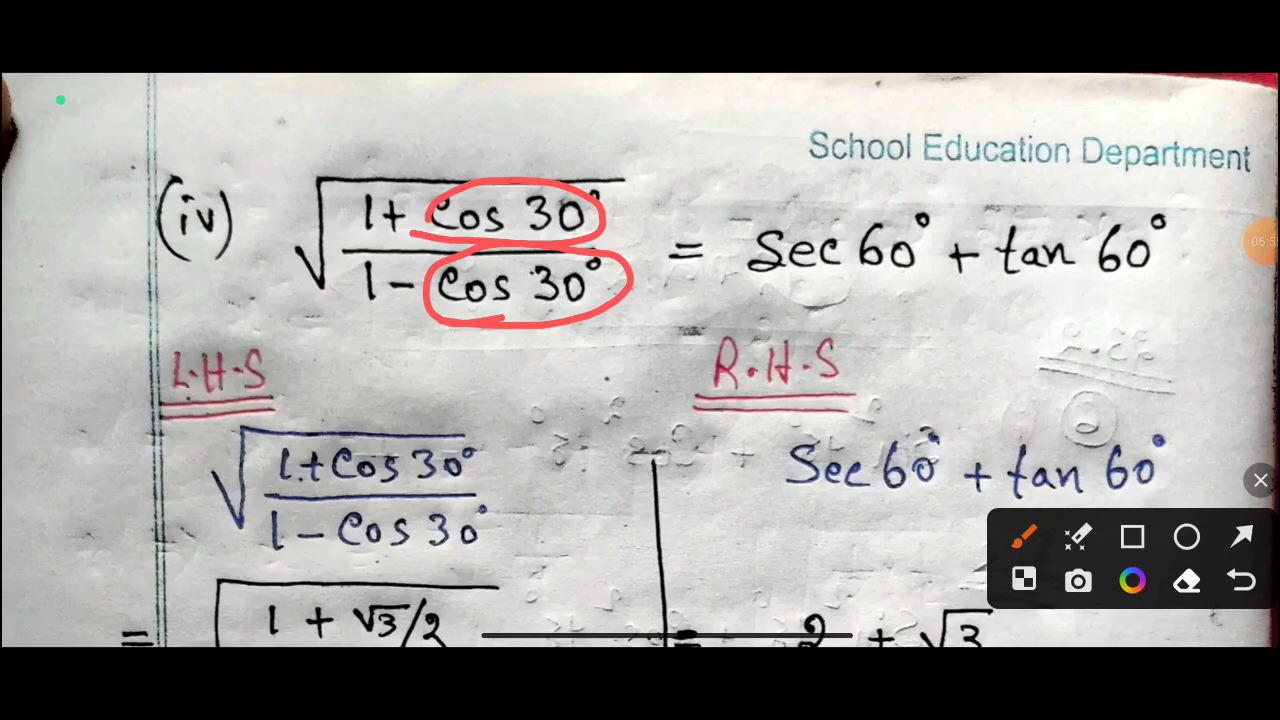 School Education Department
(iv) √(1+ Cos 30° / 1- Cos 30°) = Sec 60° + tan 60°
L.H.S
R.H.S
√(1+Cos 30° / 1- Cos 30°)
Sec 60° + tan 60°
= √(1 + √3/2
= 2 + √3